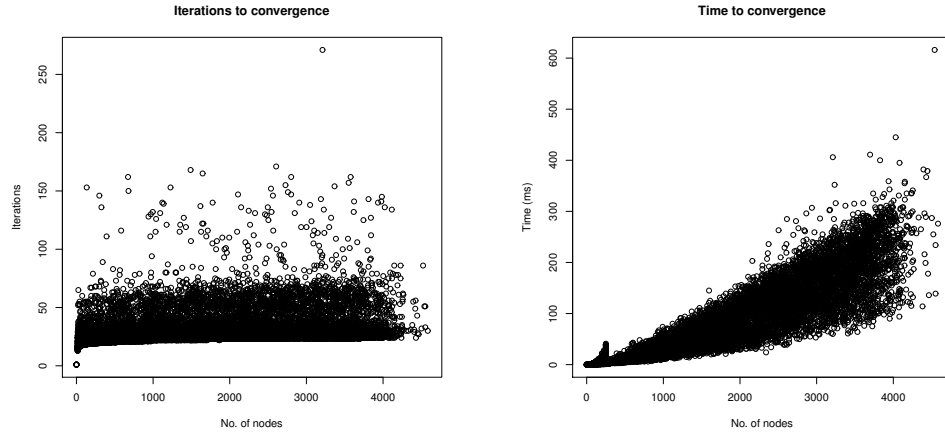 Iterations to convergence
Iterations
250
200
150
100
50
0
0 1000 2000 3000 4000
No. of nodes
Time to convergence
Time (ms)
600
500
400
300
200
100
0
0 1000 2000 3000 4000
No. of nodes